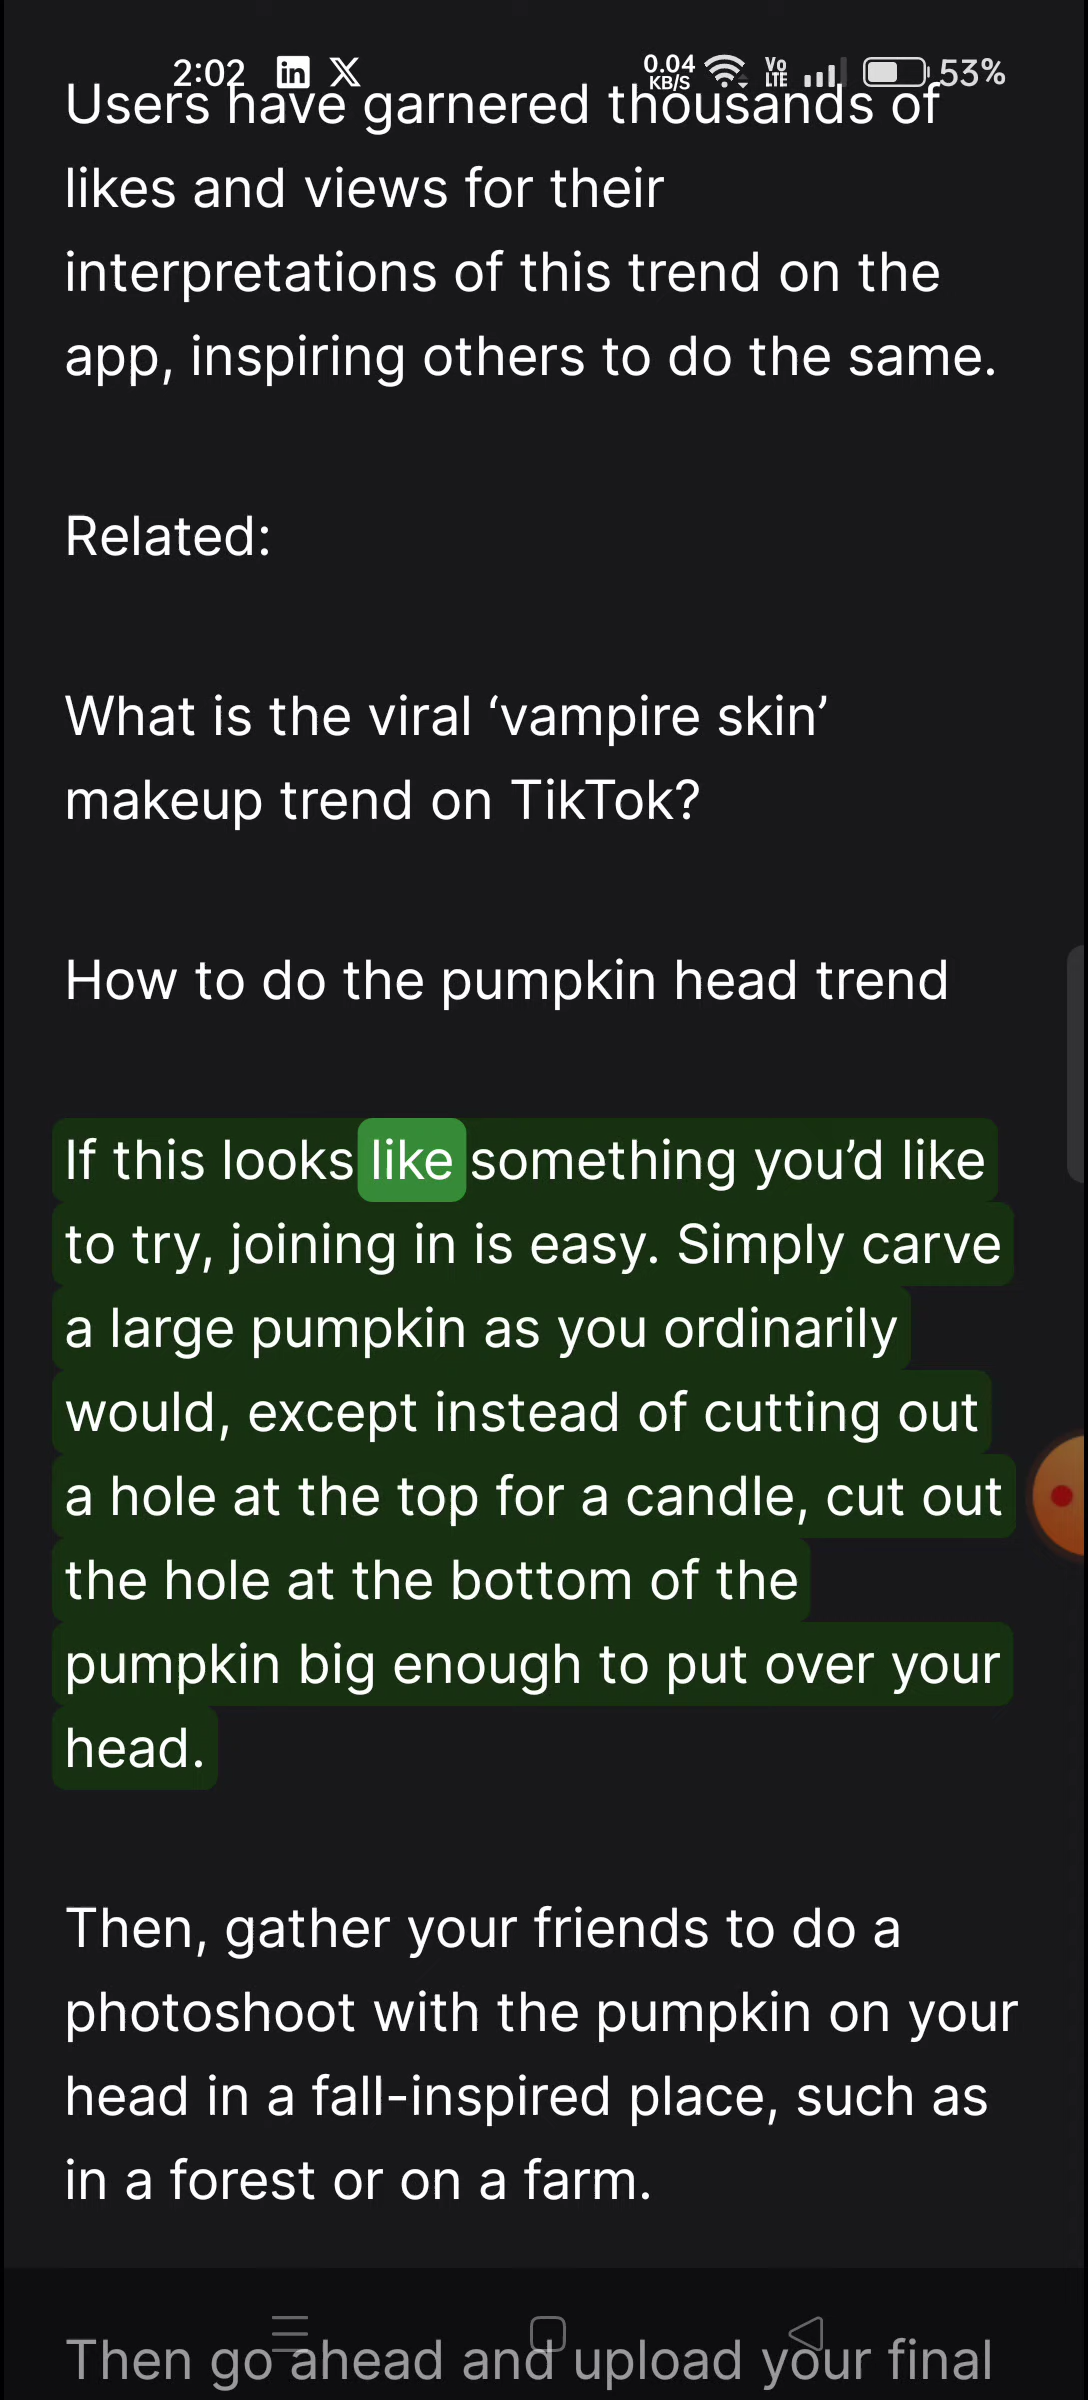 2:02 in X 0.04 KB/S Vo LTE 53%
Users have garnered thousands of
likes and views for their
interpretations of this trend on the
app, inspiring others to do the same.
Related:
What is the viral ‘vampire skin’
makeup trend on TikTok?
How to do the pumpkin head trend
If this looks like something you’d like
to try, joining in is easy. Simply carve
a large pumpkin as you ordinarily
would, except instead of cutting out
a hole at the top for a candle, cut out
the hole at the bottom of the
pumpkin big enough to put over your
head.
Then, gather your friends to do a
photoshoot with the pumpkin on your
head in a fall-inspired place, such as
in a forest or on a farm.
Then go ahead and upload your final